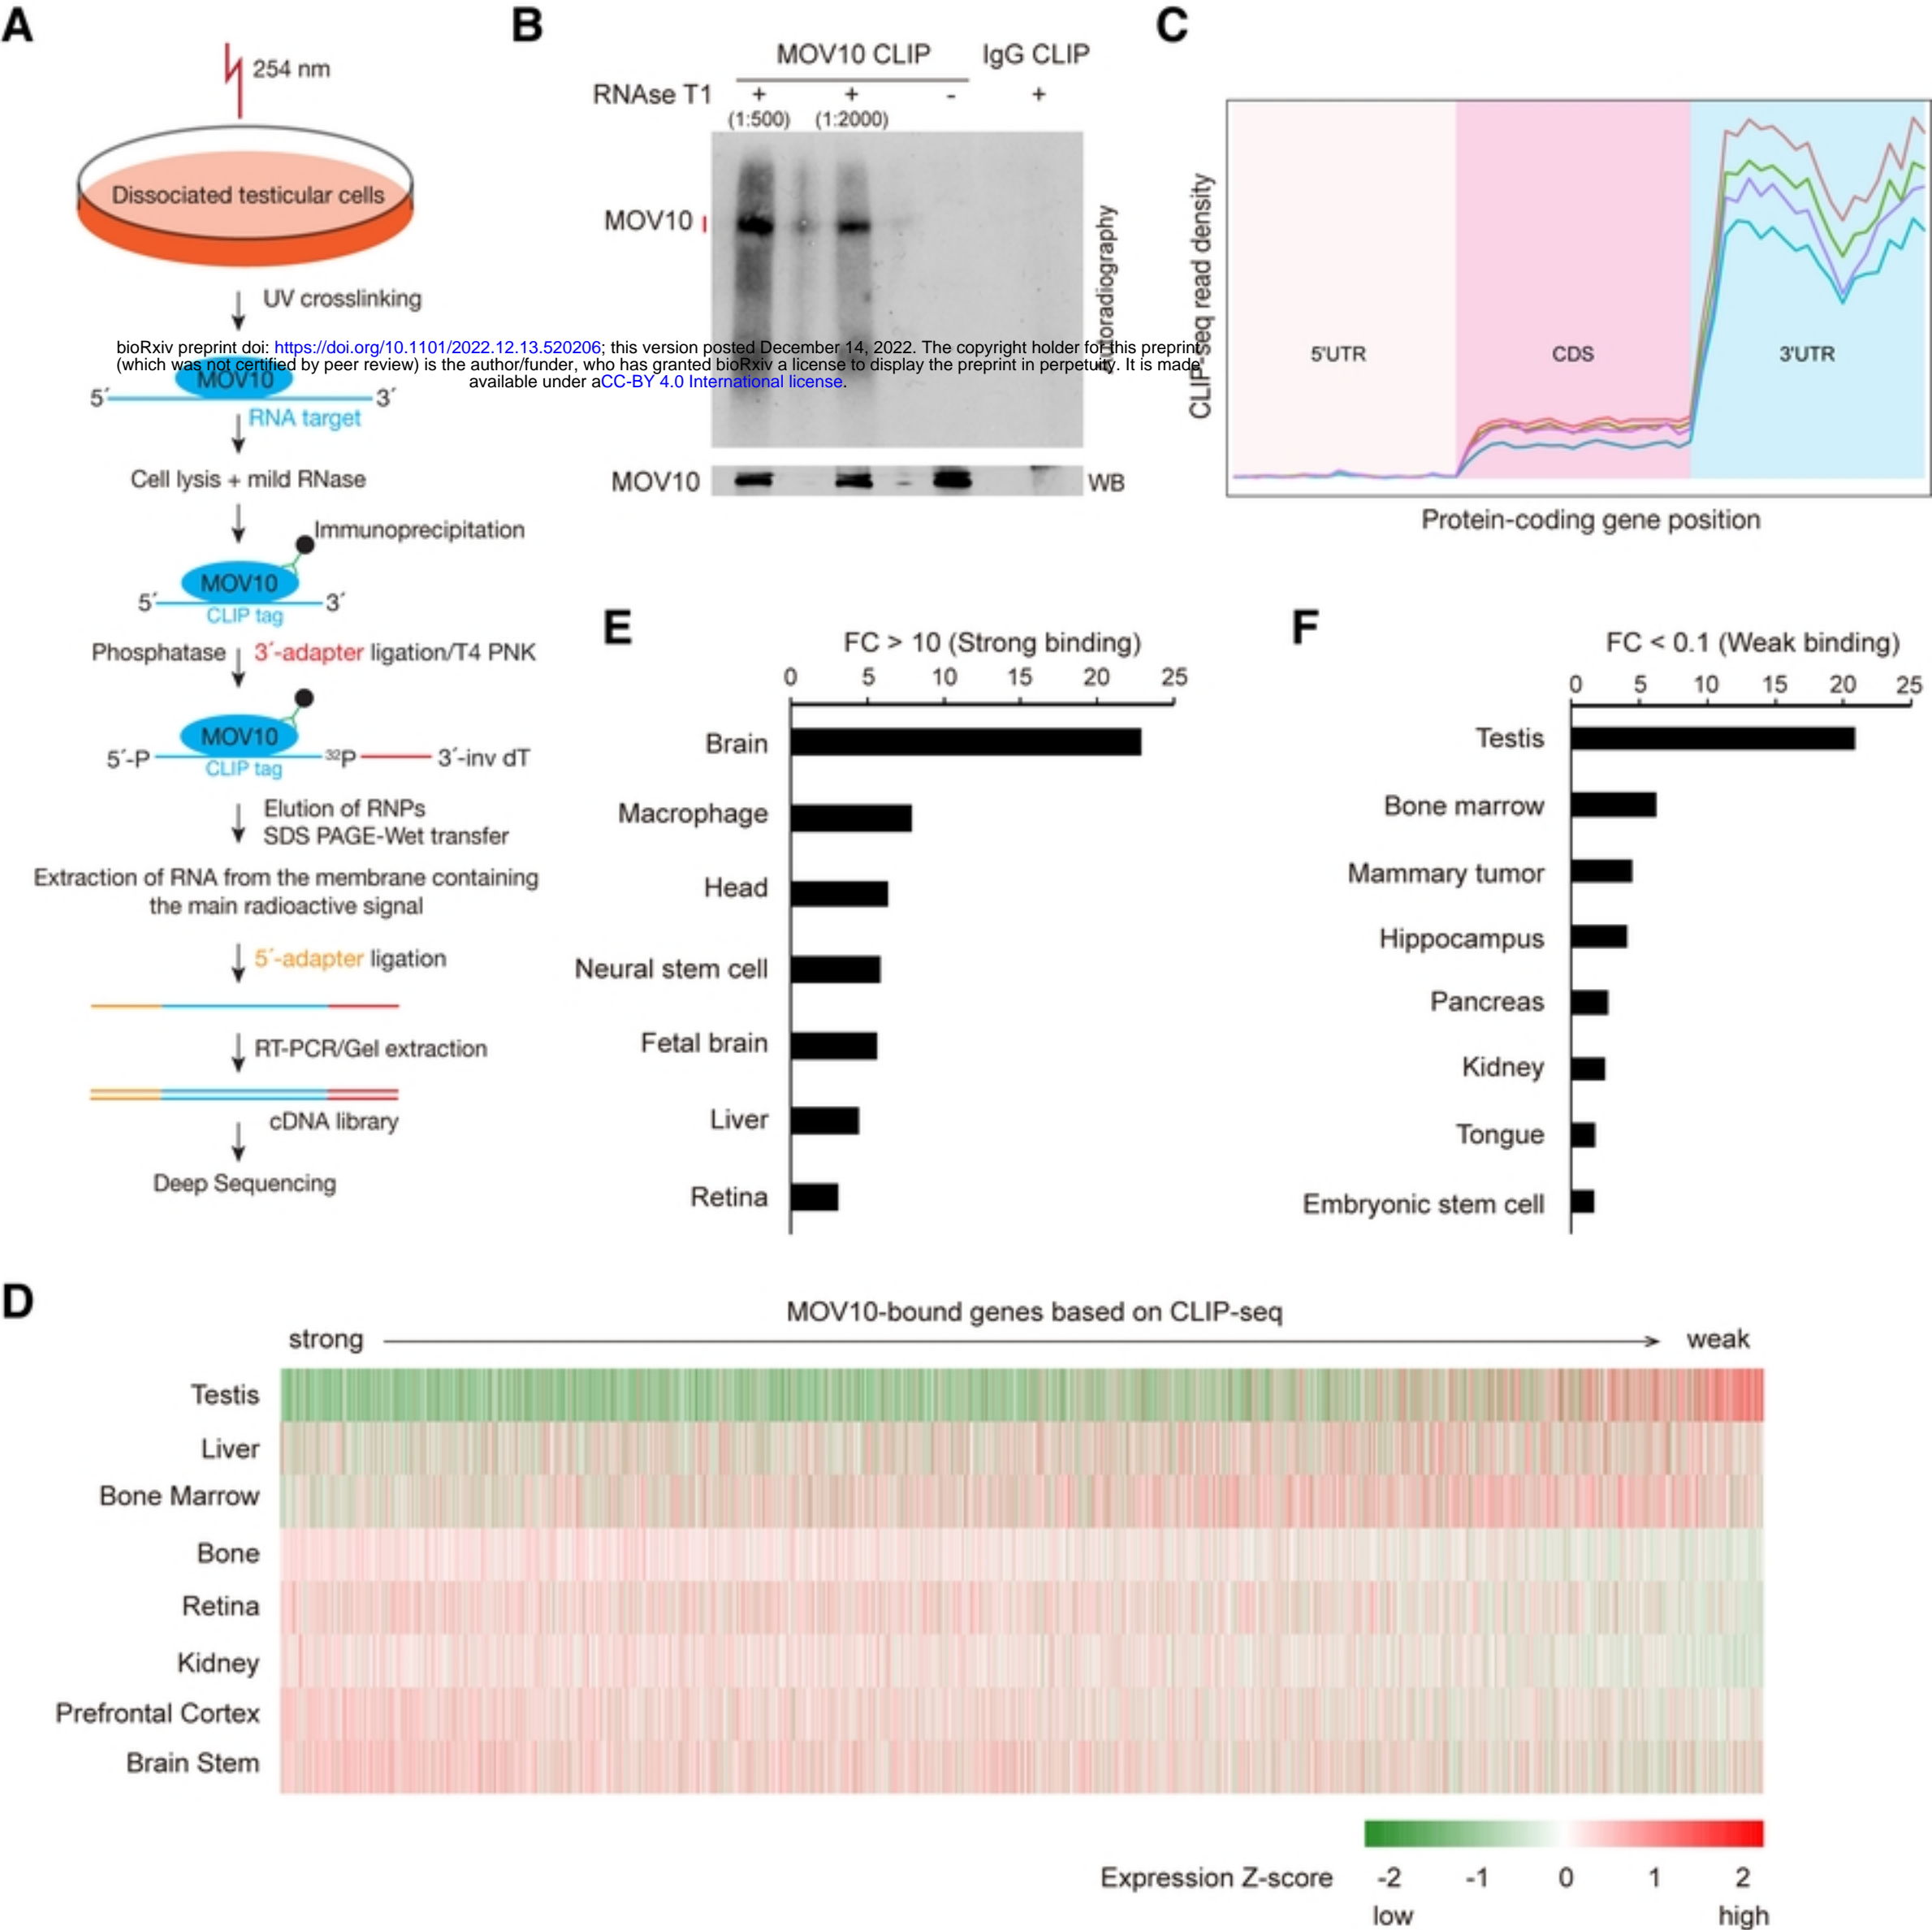 A
254 nm
Dissociated testicular cells
UV crosslinking
bioRxiv preprint doi: https://doi.org/10.1101/2022.12.13.520206; this version posted December 14, 2022. The copyright holder for this preprint
(which was not certified by peer review) is the author/funder, who has granted bioRxiv a license to display the preprint in perpetuity. It is made
available under aCC-BY 4.0 International license.
MOV10
5´ 3´
RNA target
Cell lysis + mild RNase
Immunoprecipitation
MOV10
5´ 3´
CLIP tag
Phosphatase 3´-adapter ligation/T4 PNK
MOV10
5´-P 32P 3´-inv dT
CLIP tag
Elution of RNPs
SDS PAGE-Wet transfer
Extraction of RNA from the membrane containing
the main radioactive signal
5´-adapter ligation
RT-PCR/Gel extraction
cDNA library
Deep Sequencing
B
MOV10 CLIP IgG CLIP
RNAse T1 + + - +
(1:500) (1:2000)
MOV10
Autoradiography
MOV10 WB
C
CLIP-seq read density
5'UTR CDS 3'UTR
Protein-coding gene position
E
FC > 10 (Strong binding)
0 5 10 15 20 25
Brain
Macrophage
Head
Neural stem cell
Fetal brain
Liver
Retina
F
FC < 0.1 (Weak binding)
0 5 10 15 20 25
Testis
Bone marrow
Mammary tumor
Hippocampus
Pancreas
Kidney
Tongue
Embryonic stem cell
D
MOV10-bound genes based on CLIP-seq
strong weak
Testis
Liver
Bone Marrow
Bone
Retina
Kidney
Prefrontal Cortex
Brain Stem
Expression Z-score -2 -1 0 1 2
low high